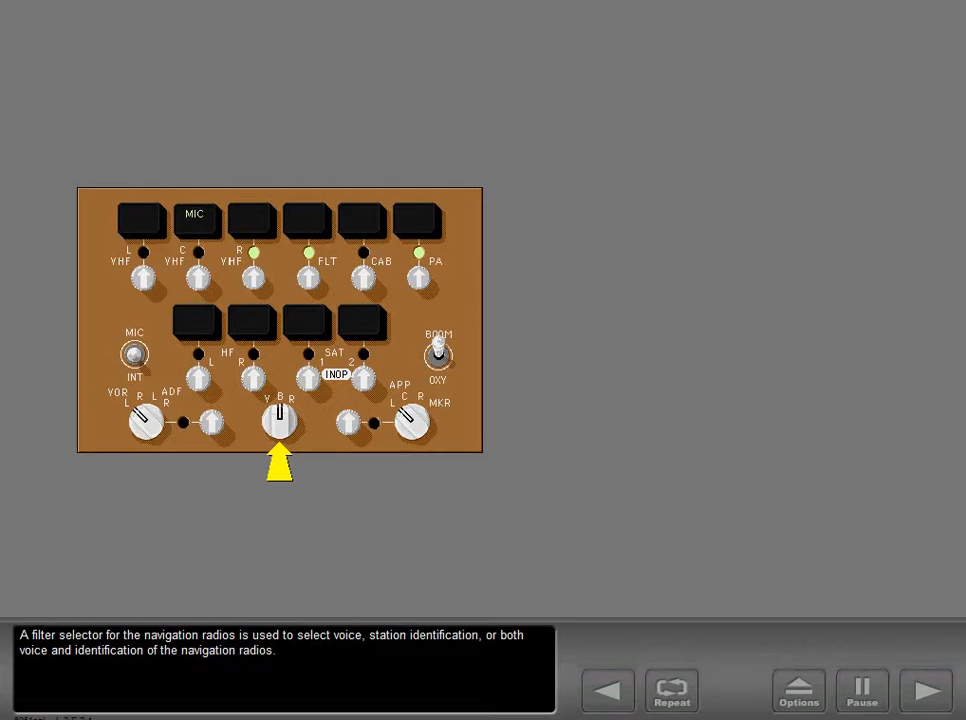 MIC
L C R
VHF VHF VHF FLT CAB PA
MIC
INT
HF
L R
SAT
1 2
INOP
BOOM
OXY
VOR L R L ADF R
V B R
APP
L C R MKR
A filter selector for the navigation radios is used to select voice, station identification, or both
voice and identification of the navigation radios.
Repeat
Options
Pause